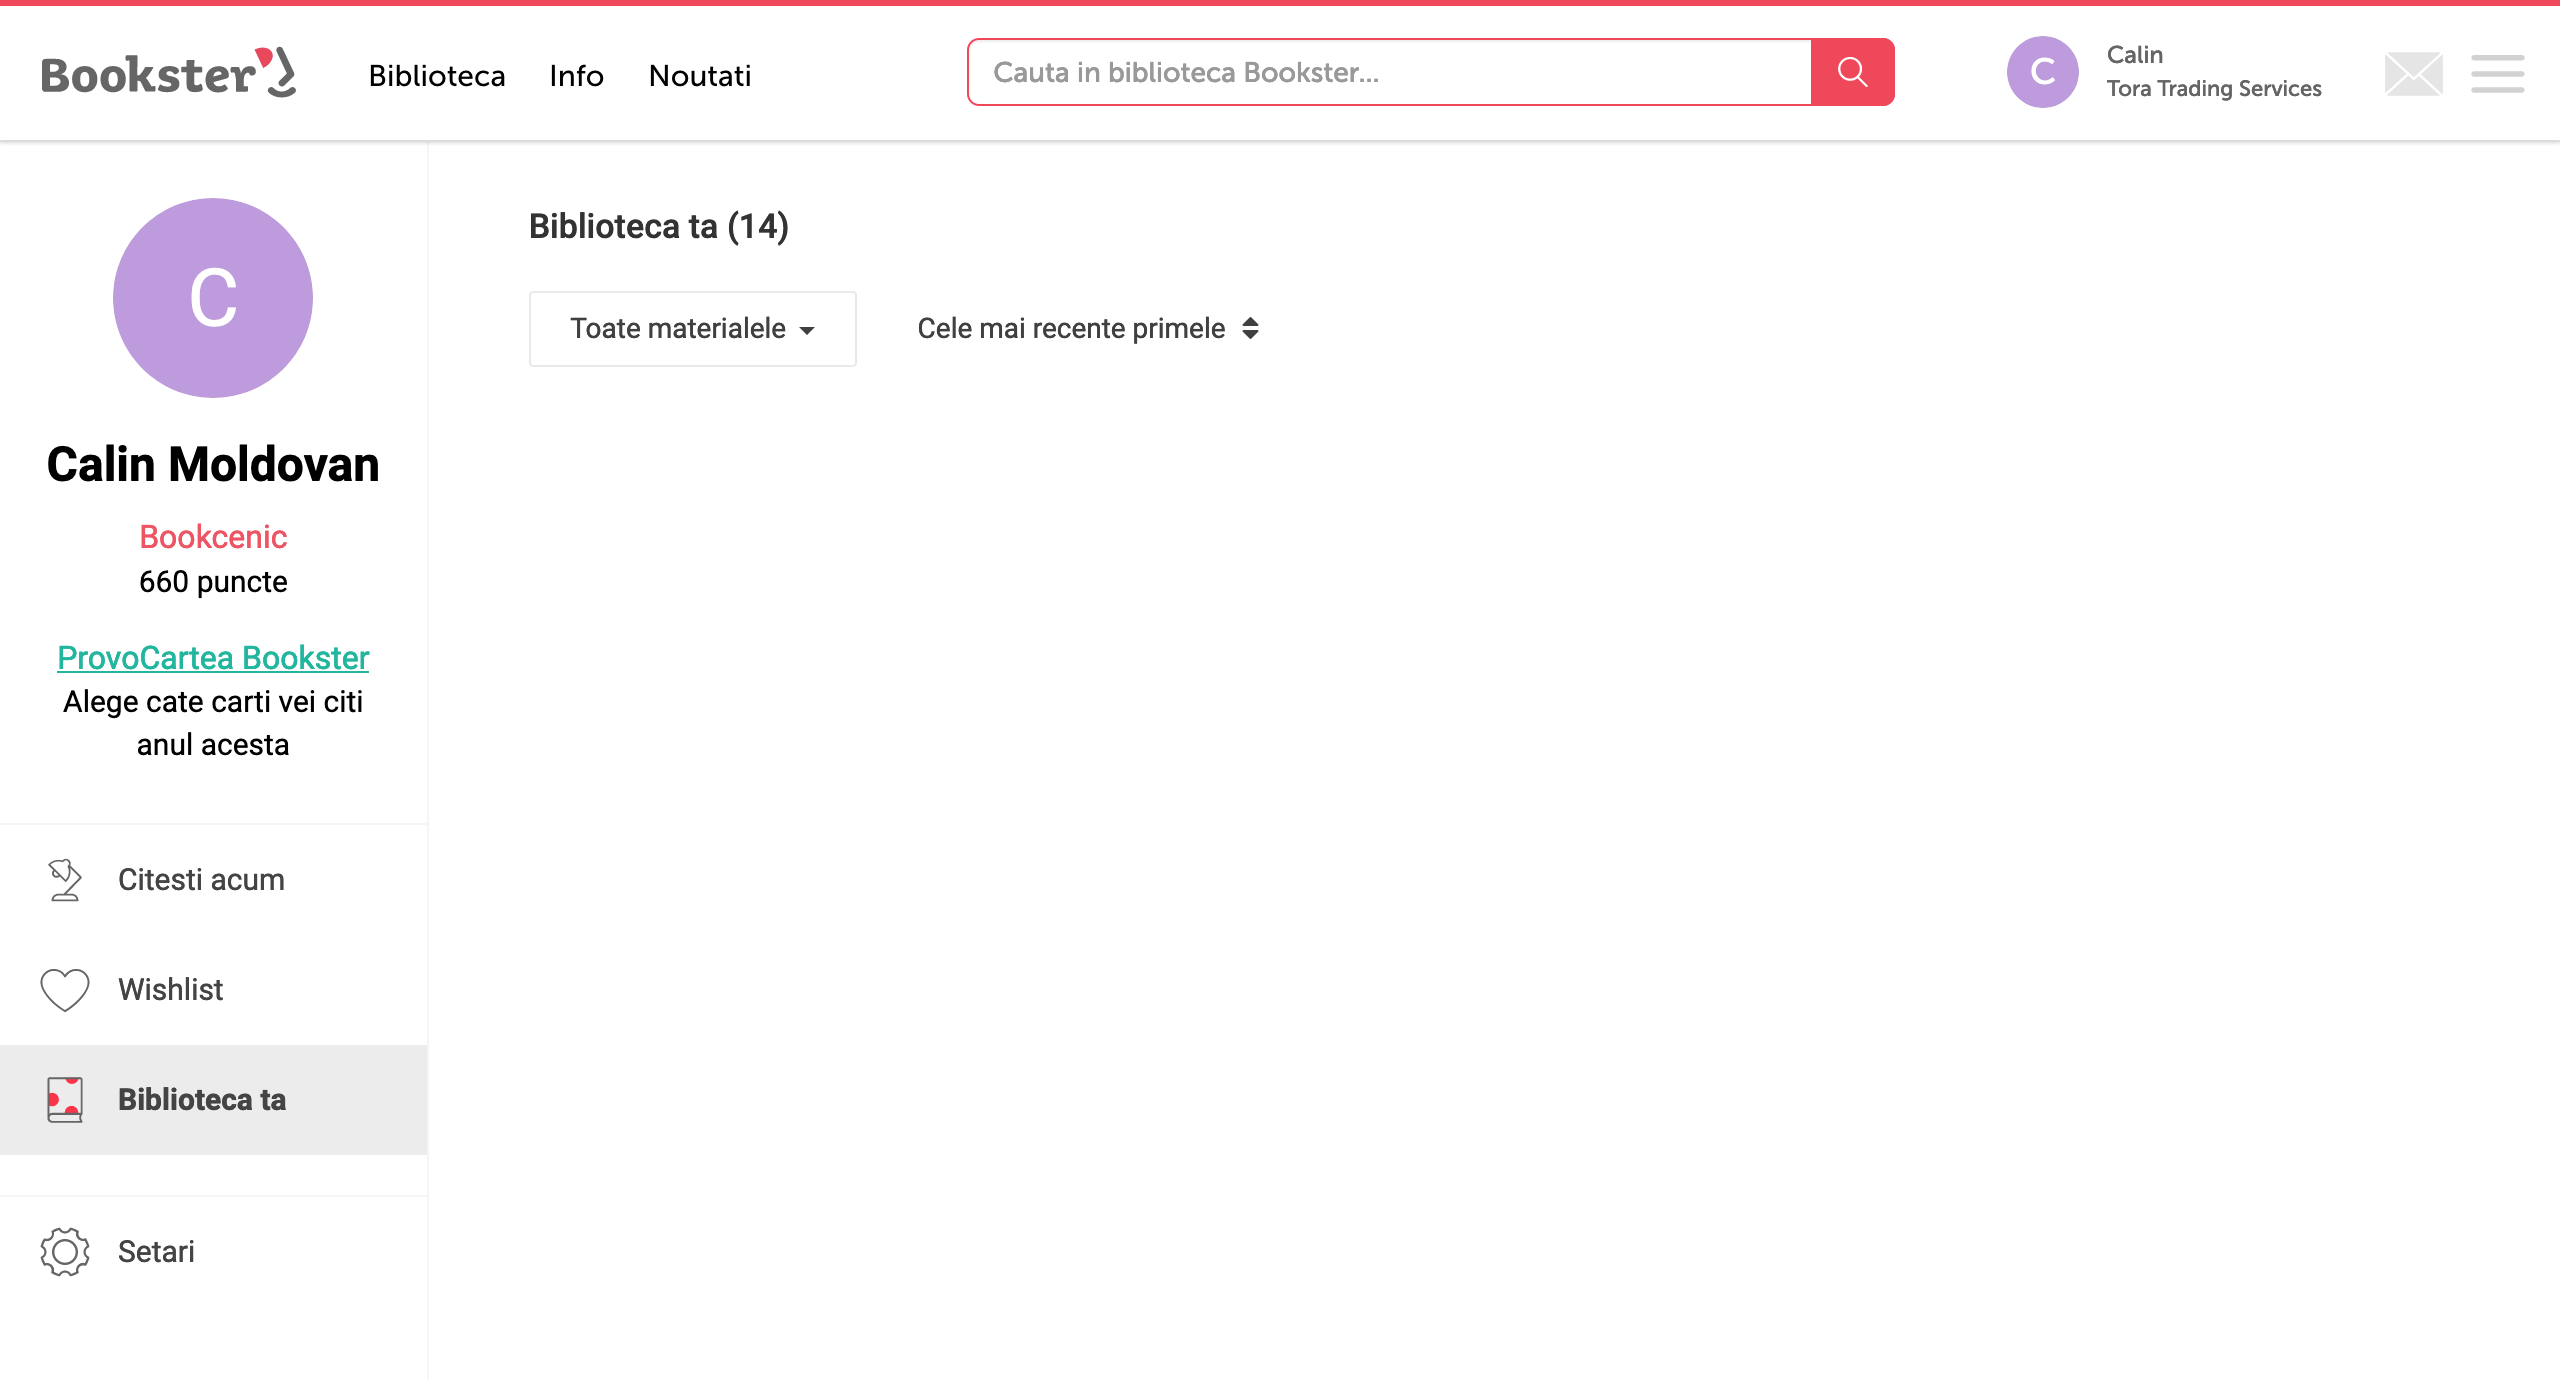 Bookster
Biblioteca
Info
Noutati
Cauta in biblioteca Bookster...
C
Calin
Tora Trading Services
C
Calin Moldovan
Bookcenic
660 puncte
ProvoCartea Bookster
Alege cate carti vei citi
anul acesta
Citesti acum
Wishlist
Biblioteca ta
Setari
Biblioteca ta (14)
Toate materialele
Cele mai recente primele